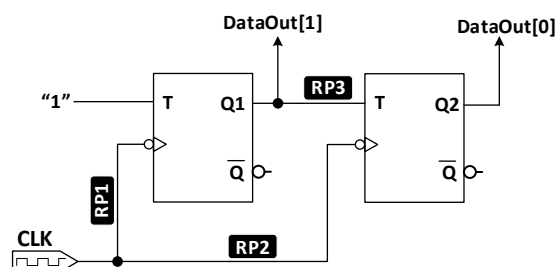 DataOut[1]
DataOut[0]
“1”
T
Q1
RP3
T
Q2
Q̅
Q̅
RP1
CLK
RP2